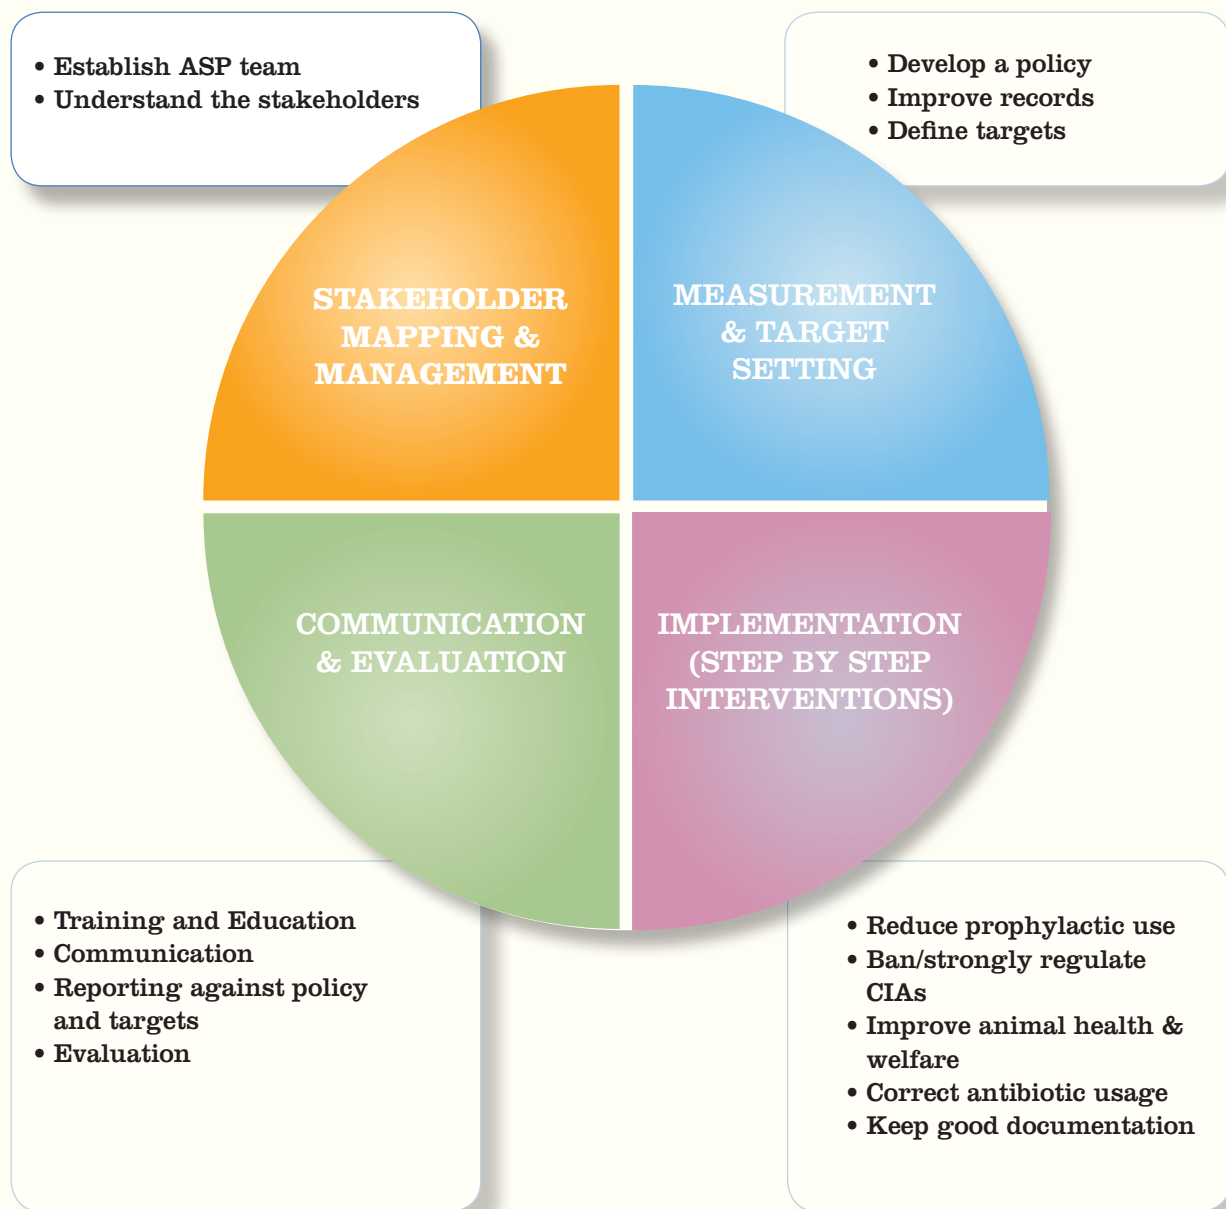 • Establish ASP team
• Understand the stakeholders
• Develop a policy
• Improve records
• Define targets
STAKEHOLDER
MAPPING &
MANAGEMENT
MEASUREMENT
& TARGET
SETTING
COMMUNICATION
& EVALUATION
IMPLEMENTATION
(STEP BY STEP
INTERVENTIONS)
• Training and Education
• Communication
• Reporting against policy
and targets
• Evaluation
• Reduce prophylactic use
• Ban/strongly regulate
CIAs
• Improve animal health &
welfare
• Correct antibiotic usage
• Keep good documentation